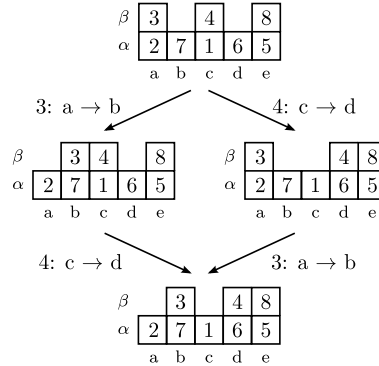 β 3 4 8
α 2 7 1 6 5
a b c d e
3: a → b 4: c → d
β 3 4 8 β 3 4 8
α 2 7 1 6 5 α 2 7 1 6 5
a b c d e a b c d e
4: c → d 3: a → b
β 3 4 8
α 2 7 1 6 5
a b c d e